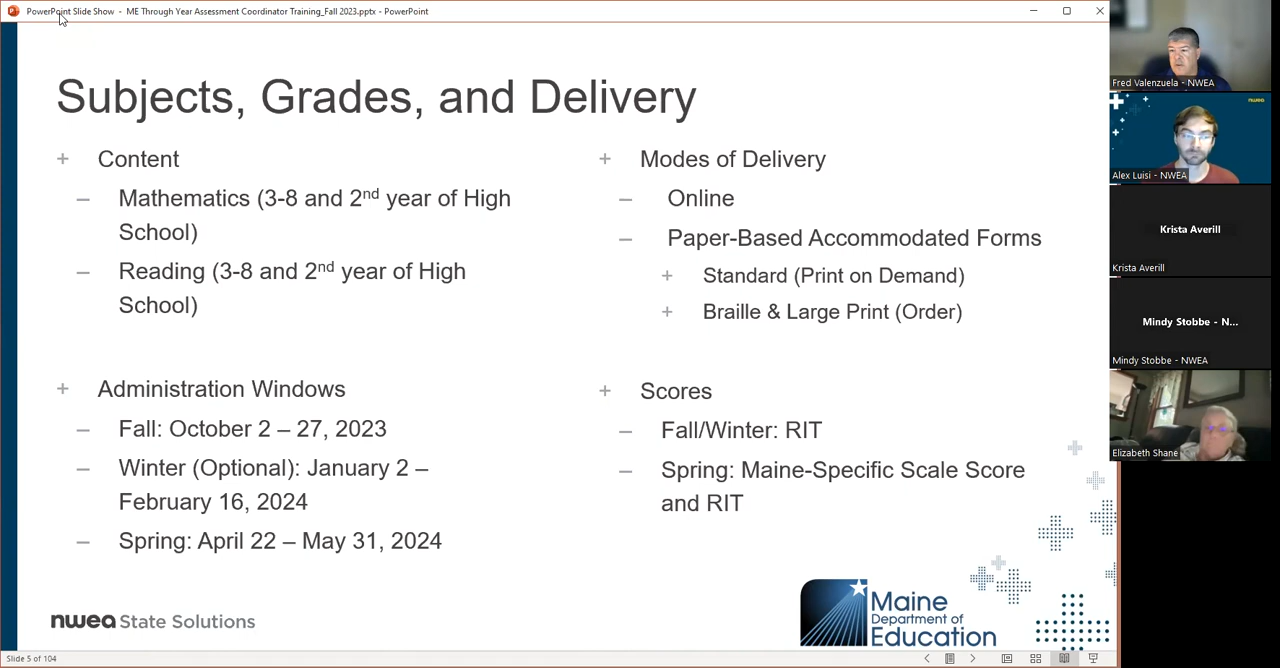 PowerPoint Slide Show - ME Through Year Assessment Coordinator Training_Fall 2023.pptx - PowerPoint
Subjects, Grades, and Delivery
+ Content
– Mathematics (3-8 and 2nd year of High
School)
– Reading (3-8 and 2nd year of High
School)
+ Administration Windows
– Fall: October 2 – 27, 2023
– Winter (Optional): January 2 –
February 16, 2024
– Spring: April 22 – May 31, 2024
+ Modes of Delivery
– Online
– Paper-Based Accommodated Forms
+ Standard (Print on Demand)
+ Braille & Large Print (Order)
+ Scores
– Fall/Winter: RIT
– Spring: Maine-Specific Scale Score
and RIT
nwea State Solutions
Maine
Department of
Education
Slide 5 of 104
Fred Valenzuela - NWEA
nwea
Alex Luisi - NWEA
Krista Averill
Krista Averill
Mindy Stobbe - N...
Mindy Stobbe - NWEA
Elizabeth Shane